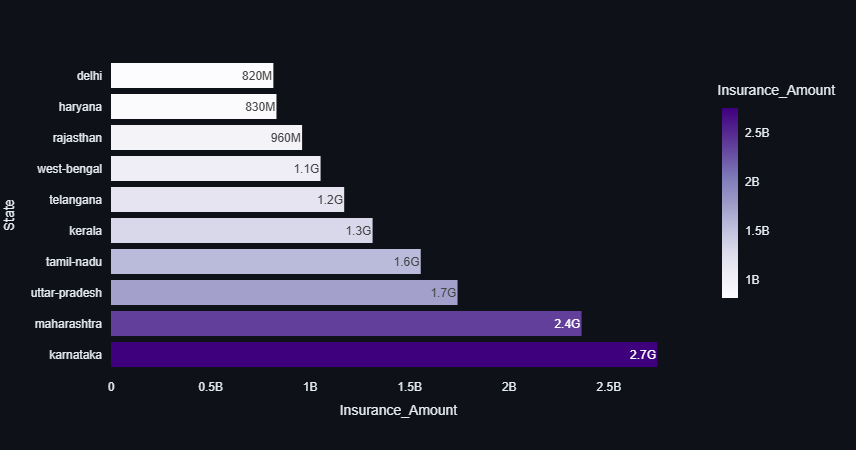 Insurance_Amount
delhi 820M
haryana 830M
rajasthan 960M
west-bengal 1.1G
telangana 1.2G
kerala 1.3G
tamil-nadu 1.6G
uttar-pradesh 1.7G
maharashtra 2.4G
karnataka 2.7G
State
0 0.5B 1B 1.5B 2B 2.5B
Insurance_Amount
2.5B
2B
1.5B
1B